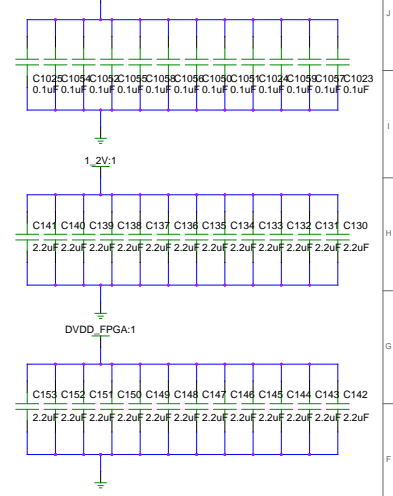 J
C1025 C1054 C1052 C1055 C1058 C1056 C1050 C1051 C1024 C1059 C1057 C1023
0.1uF 0.1uF 0.1uF 0.1uF 0.1uF 0.1uF 0.1uF 0.1uF 0.1uF 0.1uF 0.1uF 0.1uF
I
1_2V:1
C141 C140 C139 C138 C137 C136 C135 C134 C133 C132 C131 C130
H
2.2uF 2.2uF 2.2uF 2.2uF 2.2uF 2.2uF 2.2uF 2.2uF 2.2uF 2.2uF 2.2uF 2.2uF
DVDD_FPGA:1
G
C153 C152 C151 C150 C149 C148 C147 C146 C145 C144 C143 C142
2.2uF 2.2uF 2.2uF 2.2uF 2.2uF 2.2uF 2.2uF 2.2uF 2.2uF 2.2uF 2.2uF 2.2uF
F